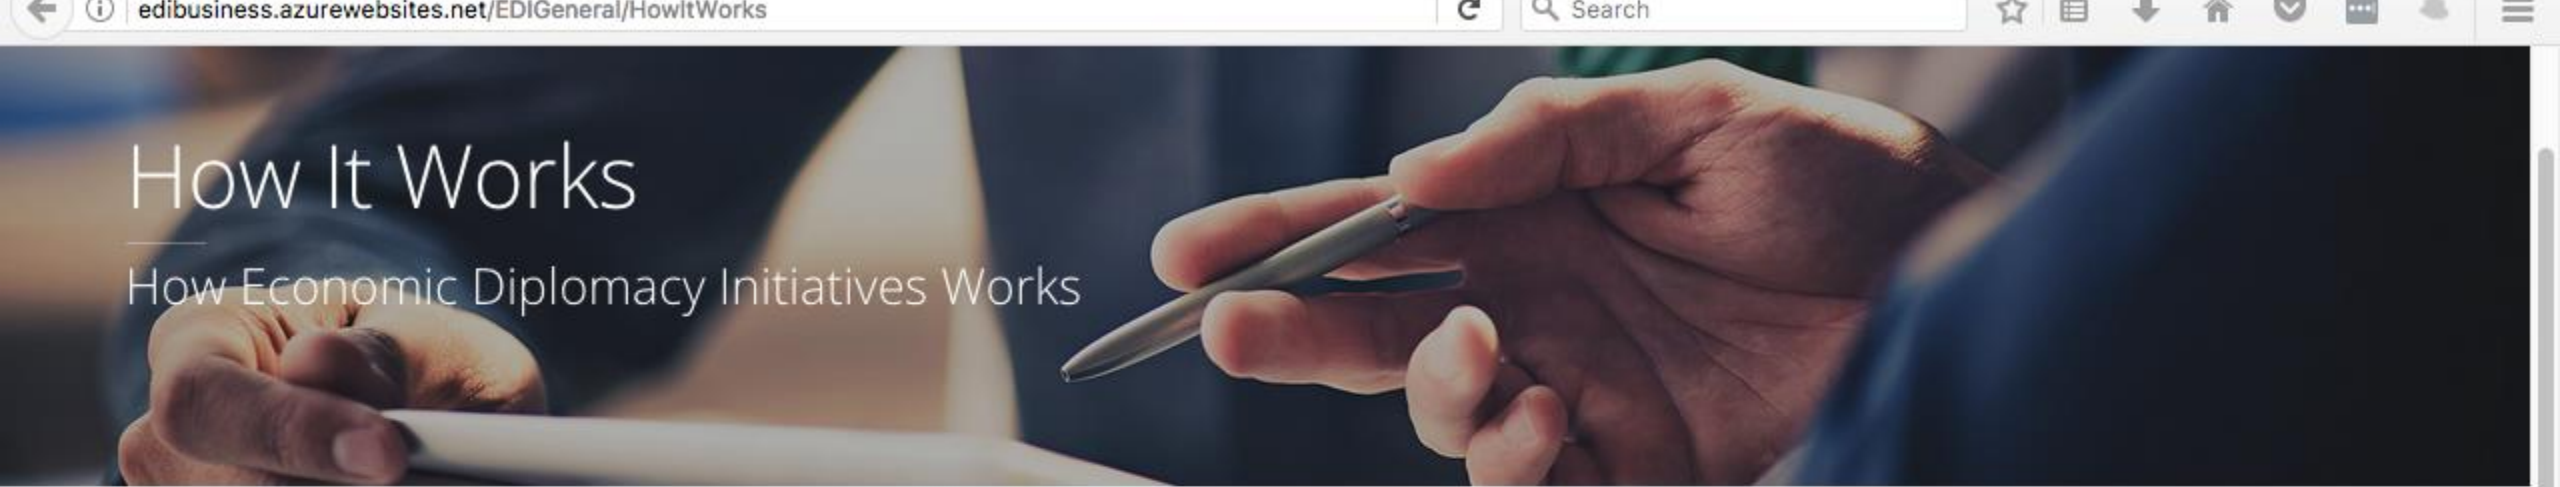 edibusiness.azurewebsites.net/EDIGeneral/HowItWorks
Search
How It Works
How Economic Diplomacy Initiatives Works